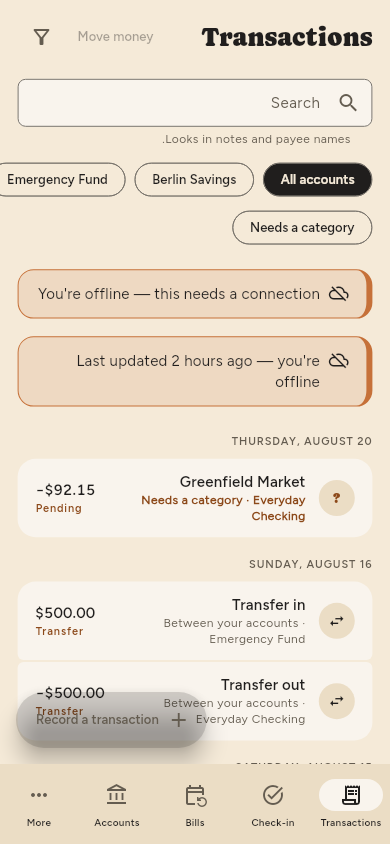 Transactions
Move money
Search
Looks in notes and payee names.
All accounts
Berlin Savings
Emergency Fund
Needs a category
You're offline — this needs a connection
Last updated 2 hours ago — you're
offline
THURSDAY, AUGUST 20
?
Greenfield Market
Needs a category · Everyday
Checking
−$92.15
Pending
SUNDAY, AUGUST 16
Transfer in
Between your accounts ·
Emergency Fund
$500.00
Transfer
Transfer out
Between your accounts ·
Everyday Checking
−$500.00
Transfer
Record a transaction
Transactions
Check-in
Bills
Accounts
More